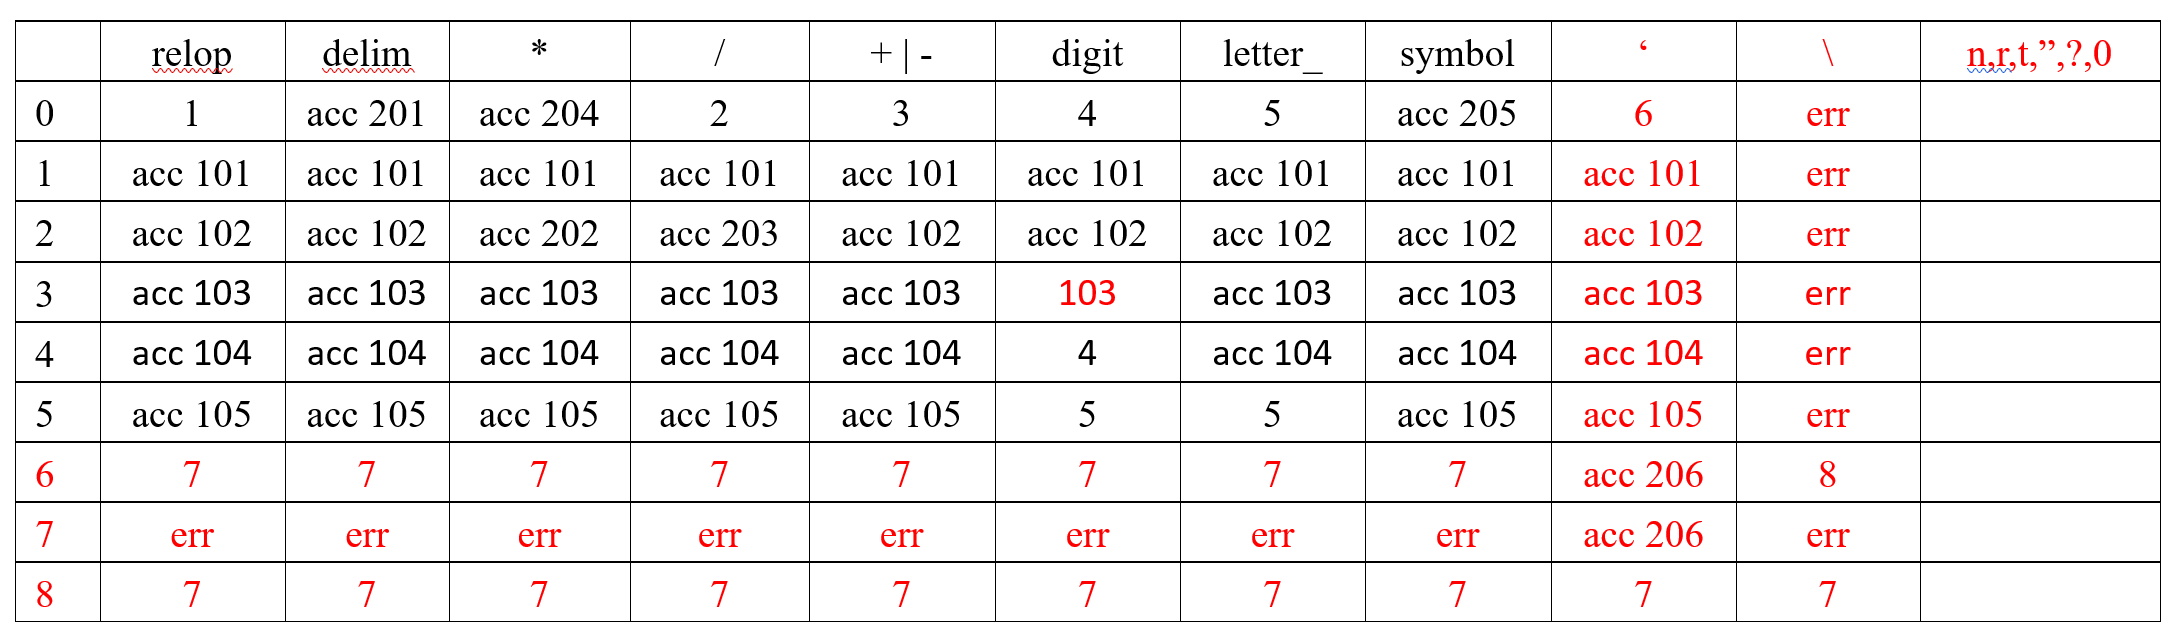 relop delim * / + | - digit letter_ symbol ‘ \ n,r,t,”,?,0
0 1 acc 201 acc 204 2 3 4 5 acc 205 6 err
1 acc 101 acc 101 acc 101 acc 101 acc 101 acc 101 acc 101 acc 101 acc 101 err
2 acc 102 acc 102 acc 202 acc 203 acc 102 acc 102 acc 102 acc 102 acc 102 err
3 acc 103 acc 103 acc 103 acc 103 acc 103 103 acc 103 acc 103 acc 103 err
4 acc 104 acc 104 acc 104 acc 104 acc 104 4 acc 104 acc 104 acc 104 err
5 acc 105 acc 105 acc 105 acc 105 acc 105 5 5 acc 105 acc 105 err
6 7 7 7 7 7 7 7 7 acc 206 8
7 err err err err err err err err acc 206 err
8 7 7 7 7 7 7 7 7 7 7